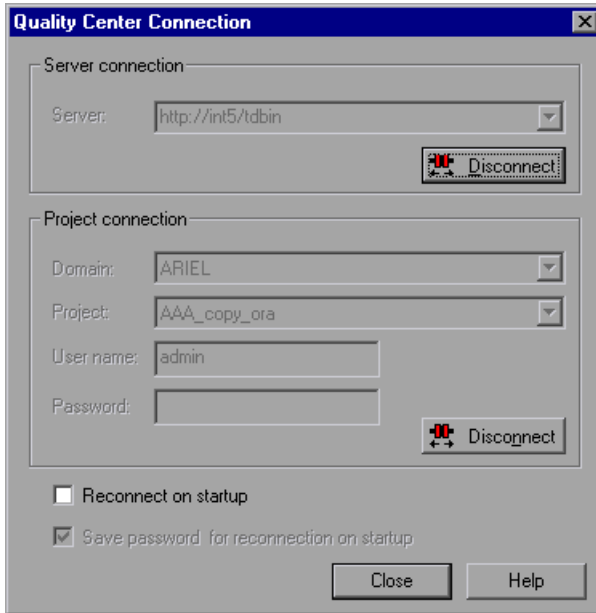 Quality Center Connection
Server connection
Server: http://int5/tdbin
Disconnect
Project connection
Domain: ARIEL
Project: AAA_copy_ora
User name: admin
Password:
Disconnect
Reconnect on startup
Save password for reconnection on startup
Close Help